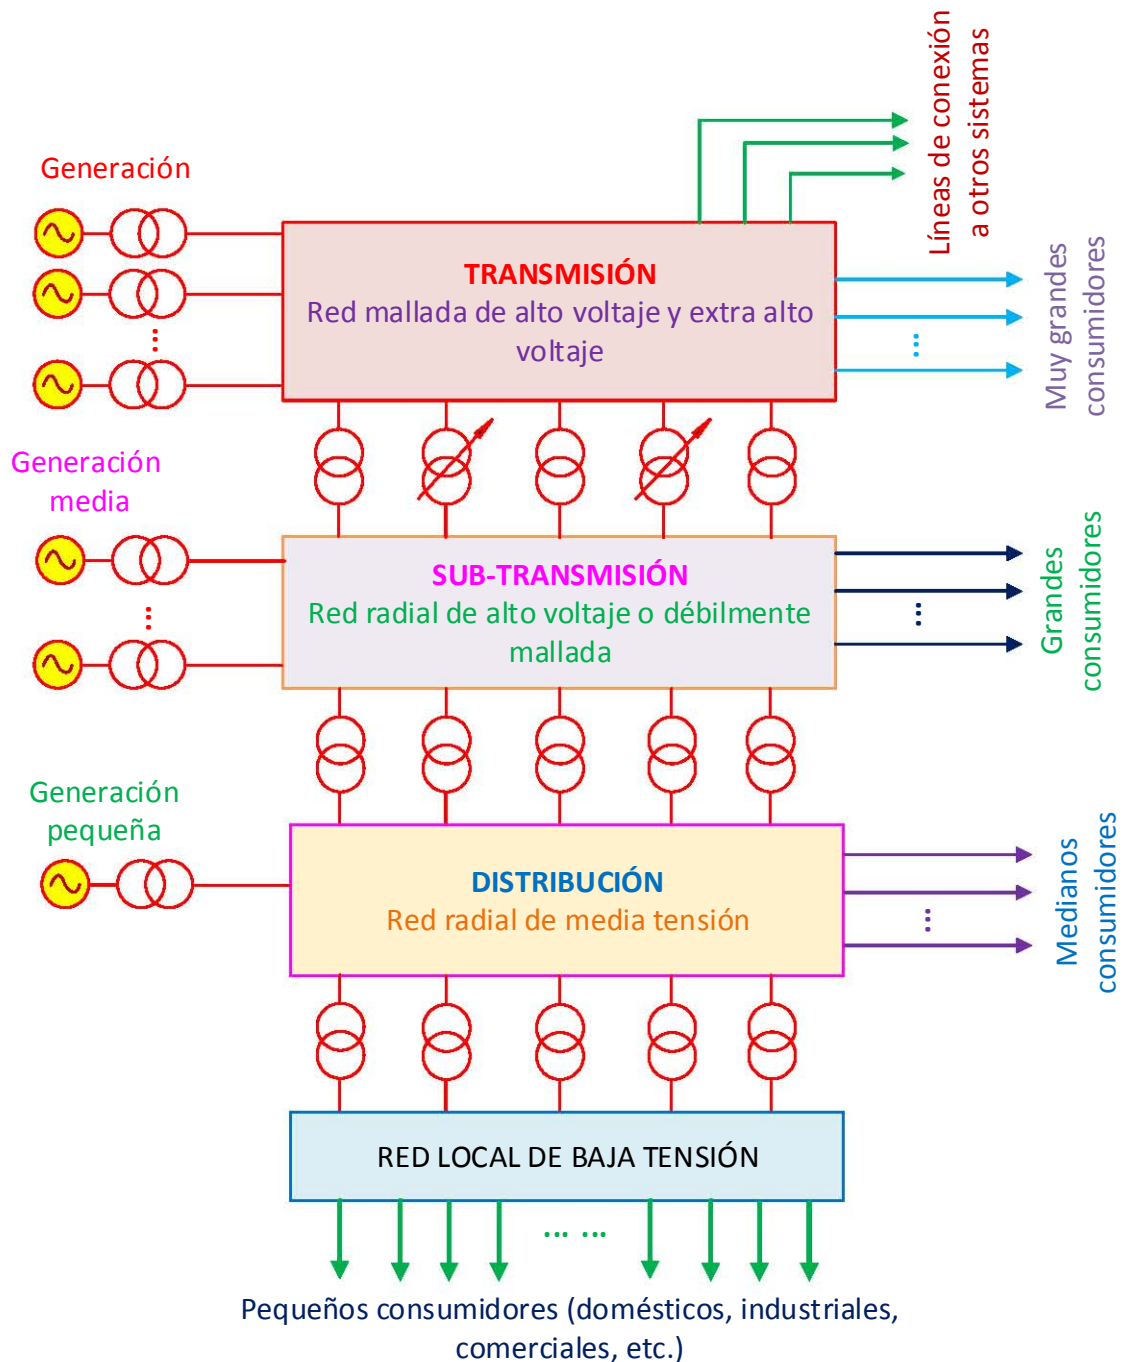 Líneas de conexión
a otros sistemas
Generación
TRANSMISIÓN
Red mallada de alto voltaje y extra alto
voltaje
Muy grandes
consumidores
Generación
media
SUB-TRANSMISIÓN
Red radial de alto voltaje o débilmente
mallada
Grandes
consumidores
Generación
pequeña
DISTRIBUCIÓN
Red radial de media tensión
Medianos
consumidores
RED LOCAL DE BAJA TENSIÓN
... ...
Pequeños consumidores (domésticos, industriales,
comerciales, etc.)